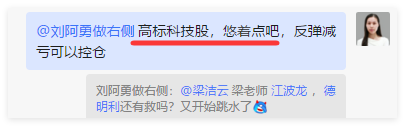 @刘阿勇做右侧 高标科技股，悠着点吧，反弹减
亏可以控仓
刘阿勇做右侧：@梁洁云 梁老师 江波龙 ，德
明利还有救吗？又开始跳水了